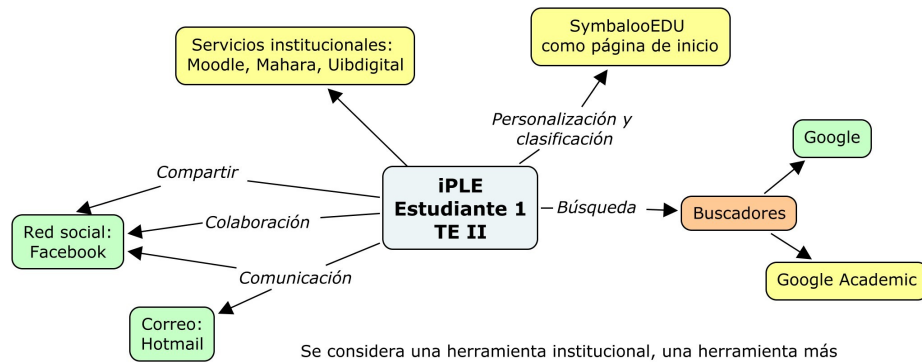 SymbalooEDU
como página de inicio
Servicios institucionales:
Moodle, Mahara, Uibdigital
Personalización y
clasificación
Google
Compartir
iPLE
Estudiante 1
TE II
Búsqueda
Buscadores
Colaboración
Red social:
Facebook
Comunicación
Google Academic
Correo:
Hotmail
Se considera una herramienta institucional, una herramienta más